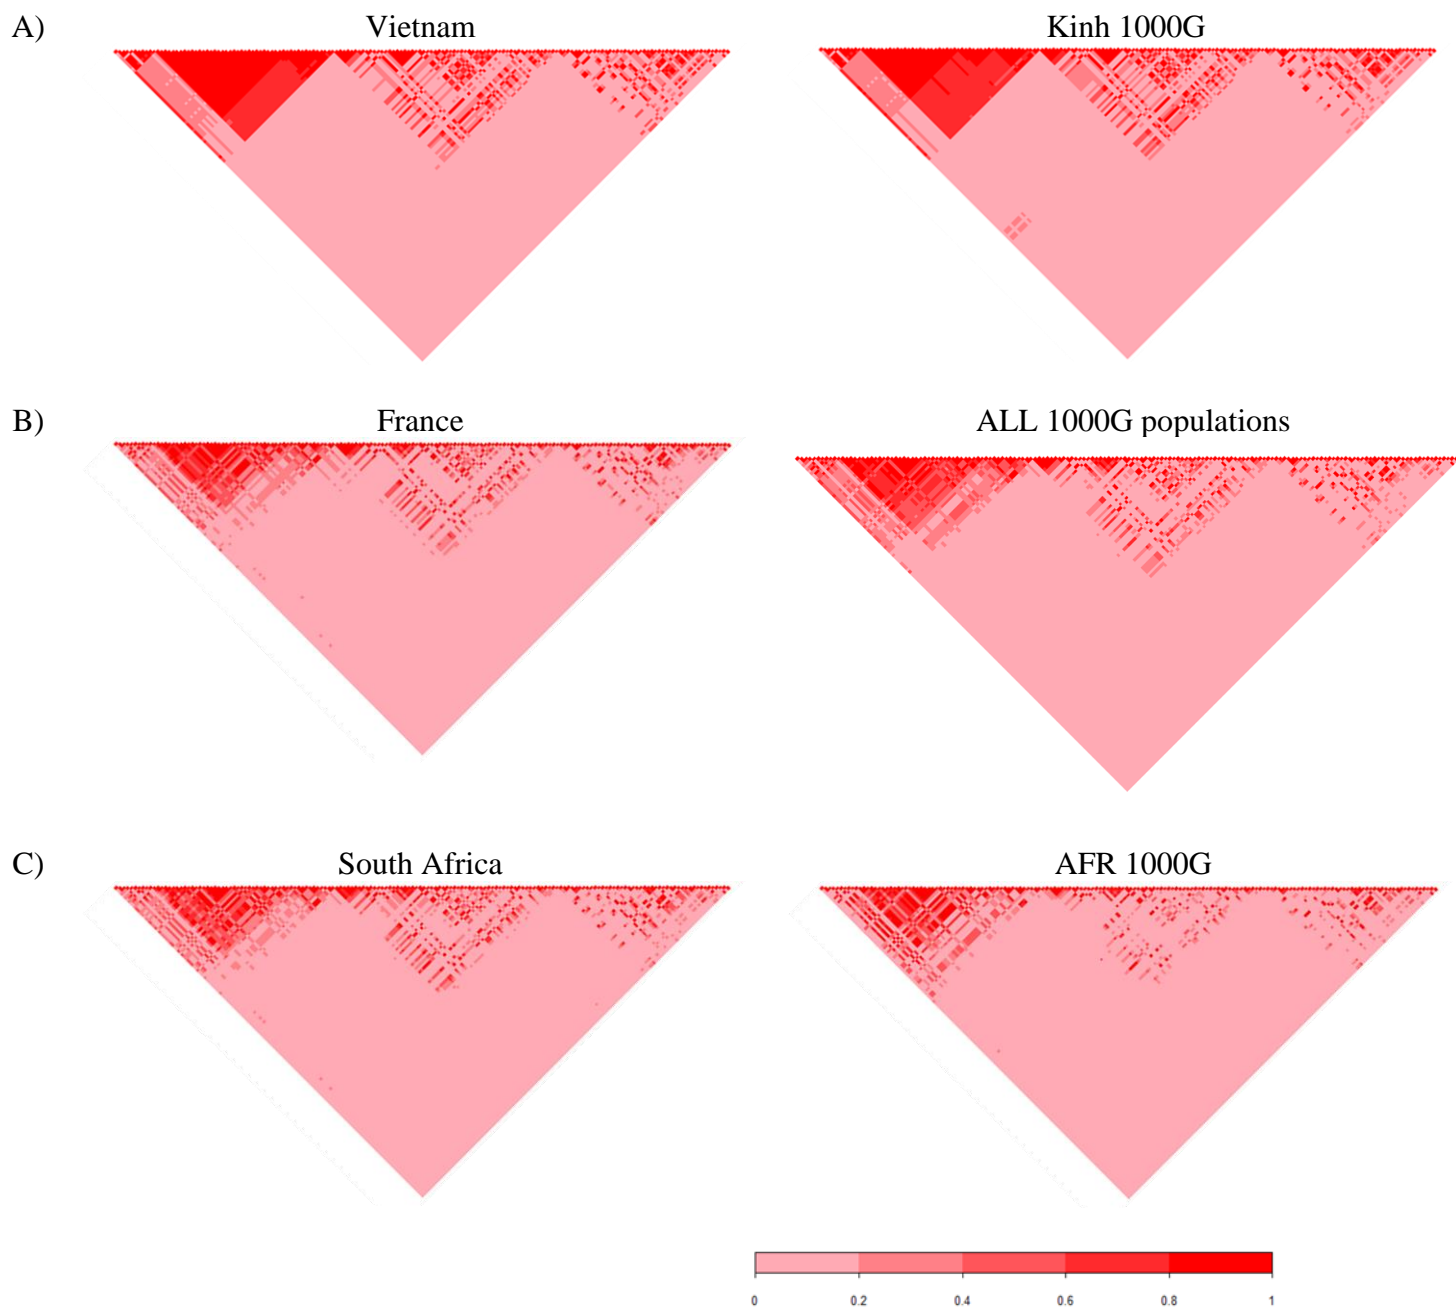 A)
Vietnam
Kinh 1000G
B)
France
ALL 1000G populations
C)
South Africa
AFR 1000G
0 0.2 0.4 0.6 0.8 1